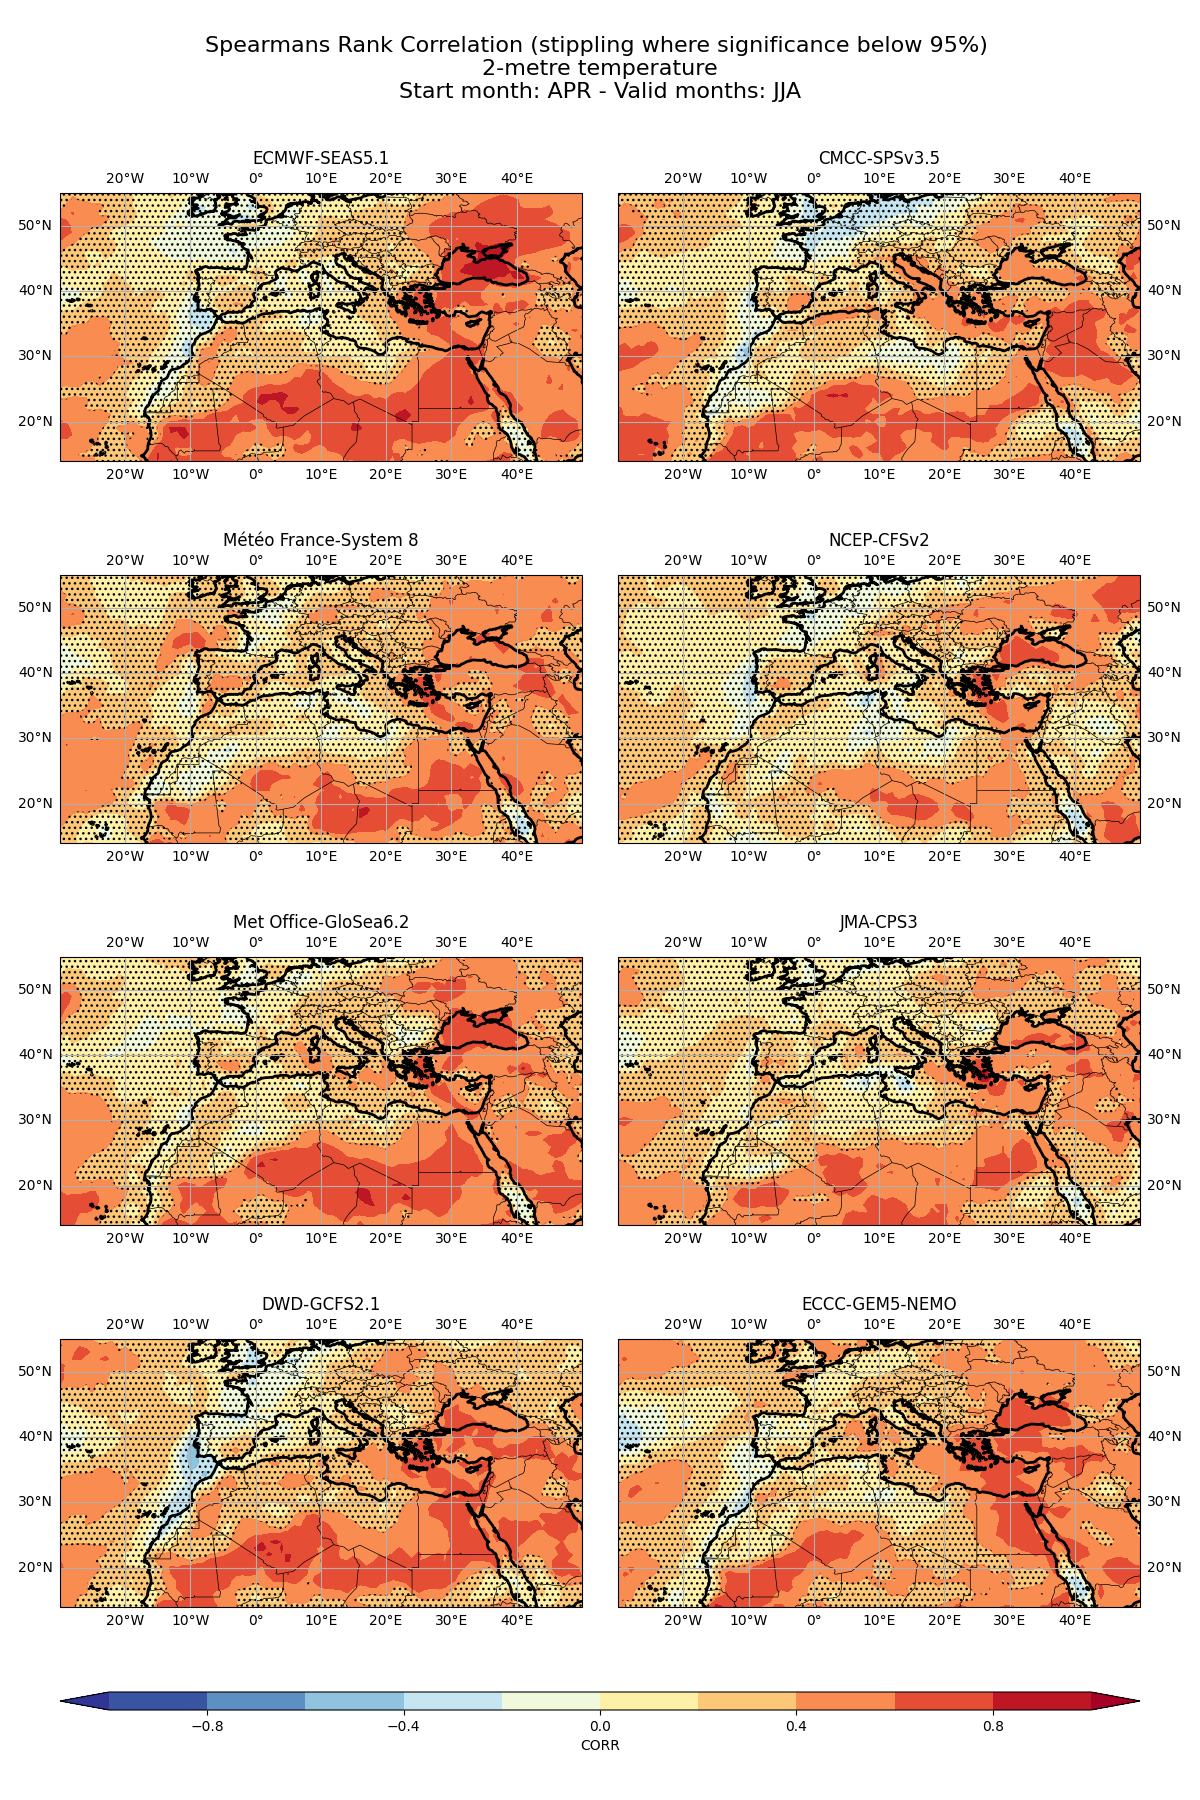 Spearmans Rank Correlation (stippling where significance below 95%)
2-metre temperature
Start month: APR - Valid months: JJA
ECMWF-SEAS5.1
CMCC-SPSv3.5
20°W 10°W 0° 10°E 20°E 30°E 40°E
20°W 10°W 0° 10°E 20°E 30°E 40°E
50°N
50°N
40°N
40°N
30°N
30°N
20°N
20°N
20°W 10°W 0° 10°E 20°E 30°E 40°E
20°W 10°W 0° 10°E 20°E 30°E 40°E
Météo France-System 8
NCEP-CFSv2
20°W 10°W 0° 10°E 20°E 30°E 40°E
20°W 10°W 0° 10°E 20°E 30°E 40°E
50°N
50°N
40°N
40°N
30°N
30°N
20°N
20°N
20°W 10°W 0° 10°E 20°E 30°E 40°E
20°W 10°W 0° 10°E 20°E 30°E 40°E
Met Office-GloSea6.2
JMA-CPS3
20°W 10°W 0° 10°E 20°E 30°E 40°E
20°W 10°W 0° 10°E 20°E 30°E 40°E
50°N
50°N
40°N
40°N
30°N
30°N
20°N
20°N
20°W 10°W 0° 10°E 20°E 30°E 40°E
20°W 10°W 0° 10°E 20°E 30°E 40°E
DWD-GCFS2.1
ECCC-GEM5-NEMO
20°W 10°W 0° 10°E 20°E 30°E 40°E
20°W 10°W 0° 10°E 20°E 30°E 40°E
50°N
50°N
40°N
40°N
30°N
30°N
20°N
20°N
20°W 10°W 0° 10°E 20°E 30°E 40°E
20°W 10°W 0° 10°E 20°E 30°E 40°E
−0.8 −0.4 0.0 0.4 0.8
CORR